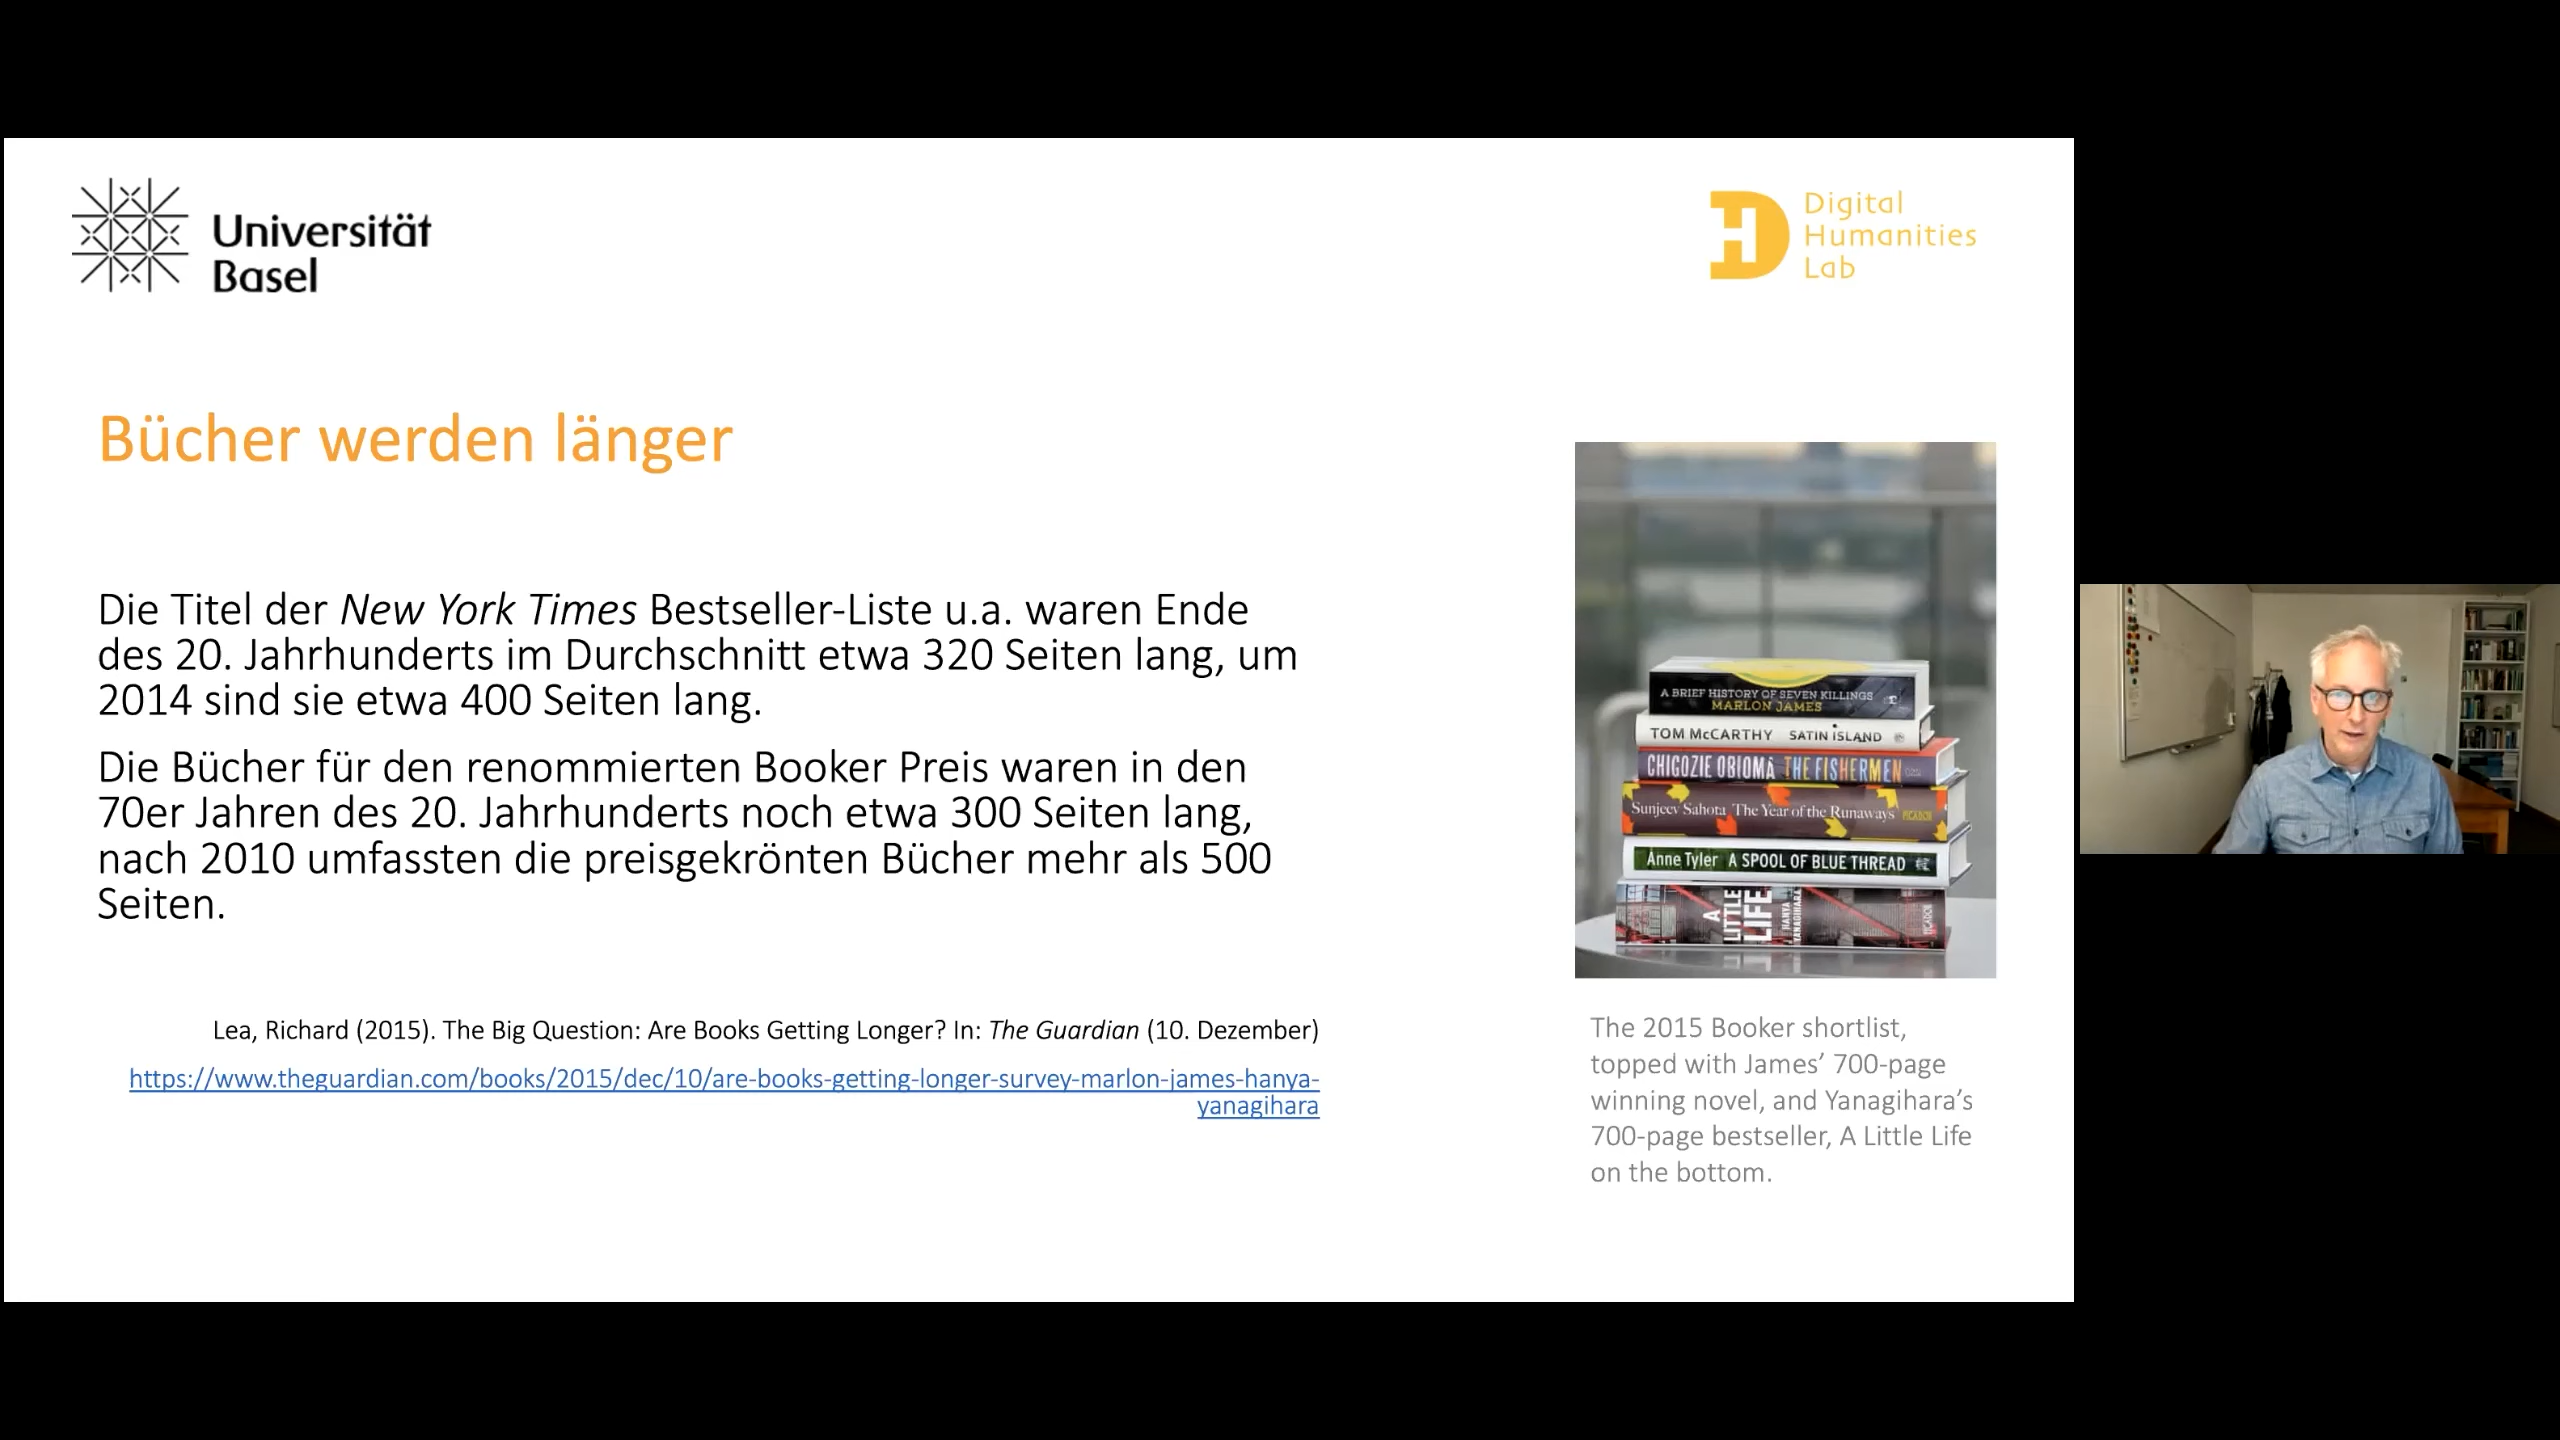 Universität
Basel
Digital
Humanities
Lab
Bücher werden länger
Die Titel der New York Times Bestseller-Liste u.a. waren Ende
des 20. Jahrhunderts im Durchschnitt etwa 320 Seiten lang, um
2014 sind sie etwa 400 Seiten lang.
Die Bücher für den renommierten Booker Preis waren in den
70er Jahren des 20. Jahrhunderts noch etwa 300 Seiten lang,
nach 2010 umfassten die preisgekrönten Bücher mehr als 500
Seiten.
Lea, Richard (2015). The Big Question: Are Books Getting Longer? In: The Guardian (10. Dezember)
https://www.theguardian.com/books/2015/dec/10/are-books-getting-longer-survey-marlon-james-hanya-
yanagihara
A BRIEF HISTORY OF SEVEN KILLINGS
MARLON JAMES
TOM McCARTHY SATIN ISLAND
CHIGOZIE OBIOMA THE FISHERMEN
Sunjeev Sahota The Year of the Runaways PICADOR
Anne Tyler A SPOOL OF BLUE THREAD
A
LITTLE
LIFE
HANYA
YANAGIHARA
PICADOR
The 2015 Booker shortlist,
topped with James’ 700-page
winning novel, and Yanagihara’s
700-page bestseller, A Little Life
on the bottom.